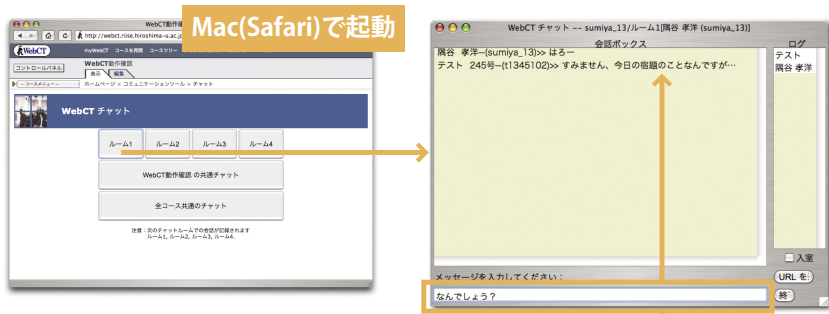 Mac(Safari)で起動
WebCT動作確
http://webct.riise.hiroshima-u.ac.jp
WebCT
myWebCT コースを再開 コースツリー
コントロールパネル
WebCT動作確認
表示 編集
- コースメニュー -
ホームページ > コミュニケーションツール > チャット
WebCT チャット
ルーム1 ルーム2 ルーム3 ルーム4
WebCT動作確認 の共通チャット
全コース共通のチャット
注意：次のチャットルームでの会話が記録されます
ルーム1, ルーム2, ルーム3, ルーム4.
WebCT チャット -- sumiya_13/ルーム1[隅谷 孝洋 (sumiya_13)]
会話ボックス
隅谷 孝洋—(sumiya_13)>> はろー
テスト 245号—(t1345102)>> すみません、今日の宿題のことなんですが…
ログ
テスト
隅谷 孝洋
入室
メッセージを入力してください：
URL を:
なんでしょう？
終